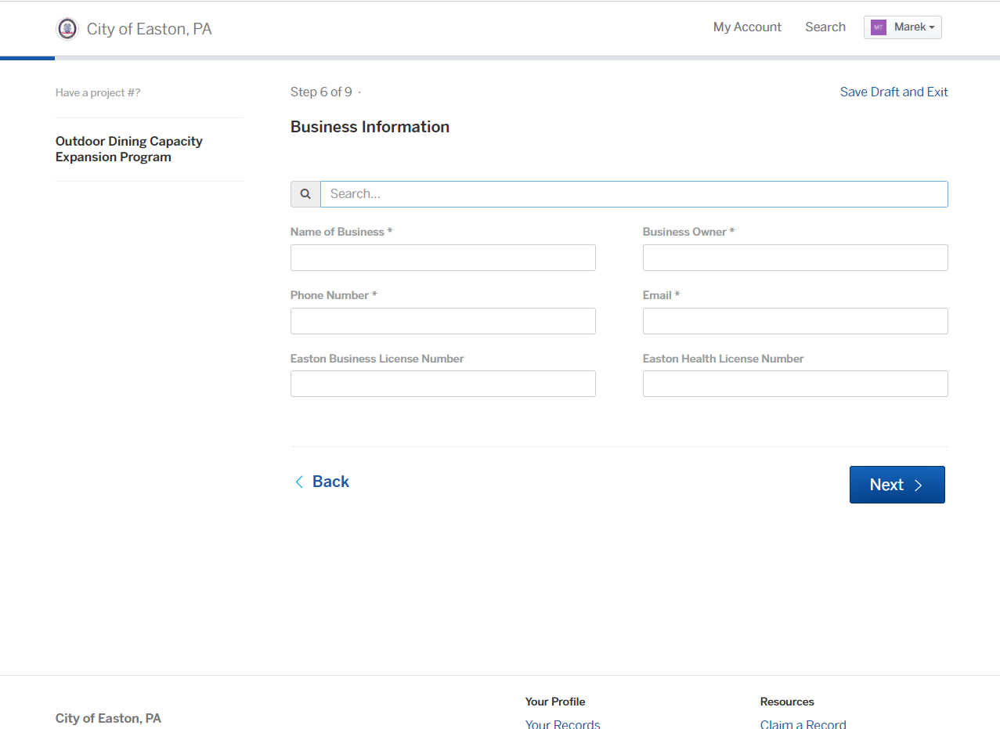 City of Easton, PA
My Account Search MT Marek
Have a project #?
Step 6 of 9 ·
Save Draft and Exit
Business Information
Outdoor Dining Capacity
Expansion Program
Search...
Name of Business *
Business Owner *
Phone Number *
Email *
Easton Business License Number
Easton Health License Number
Back
Next
City of Easton, PA
Your Profile
Your Records
Resources
Claim a Record